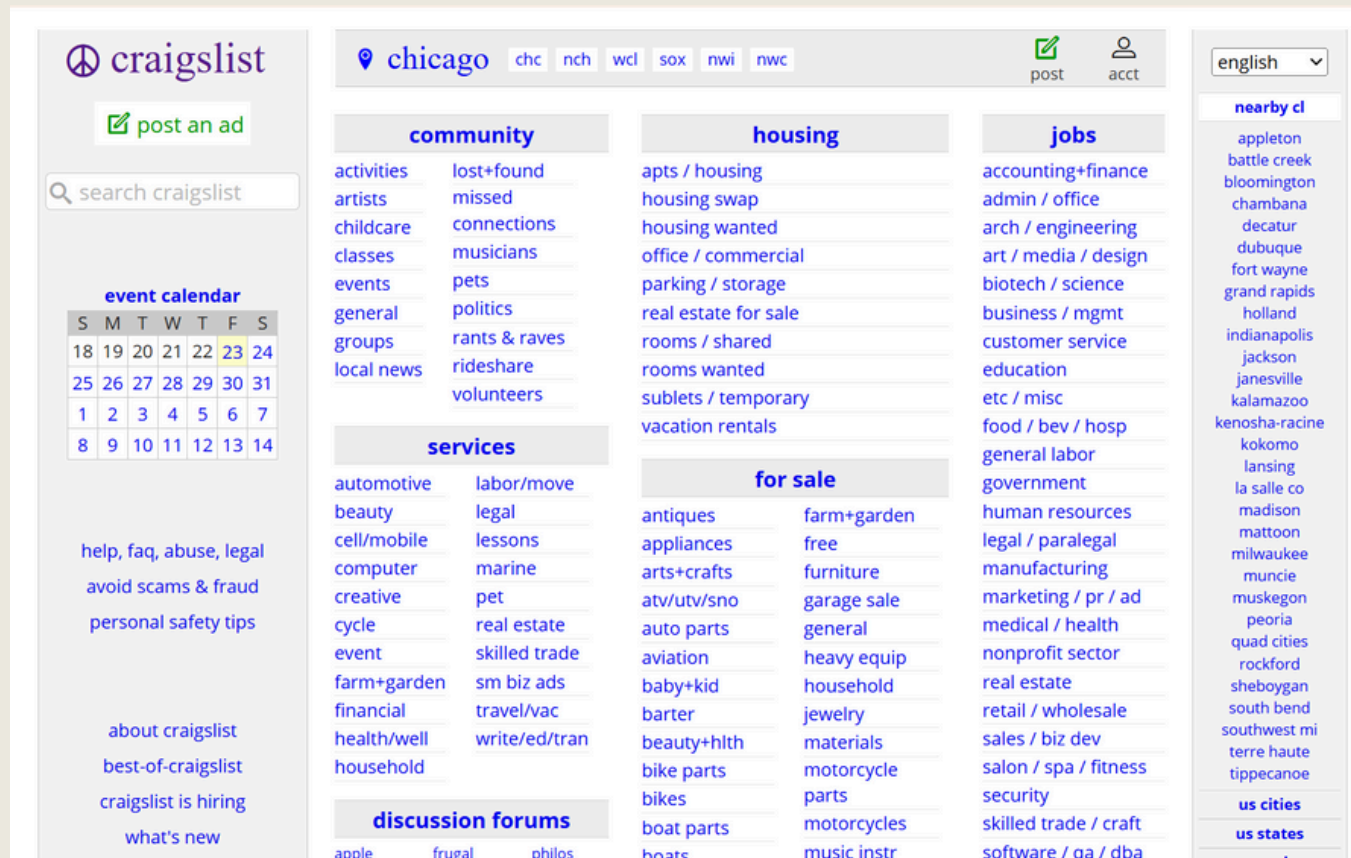 craigslist
post an ad
search craigslist
event calendar
S M T W T F S
18 19 20 21 22 23 24
25 26 27 28 29 30 31
1 2 3 4 5 6 7
8 9 10 11 12 13 14
help, faq, abuse, legal
avoid scams & fraud
personal safety tips
about craigslist
best-of-craigslist
craigslist is hiring
what's new
chicago chc nch wcl sox nwi nwc
post acct
community
activities
artists
childcare
classes
events
general
groups
local news
lost+found
missed
connections
musicians
pets
politics
rants & raves
rideshare
volunteers
services
automotive
beauty
cell/mobile
computer
creative
cycle
event
farm+garden
financial
health/well
household
labor/move
legal
lessons
marine
pet
real estate
skilled trade
sm biz ads
travel/vac
write/ed/tran
discussion forums
apple frugal philos
housing
apts / housing
housing swap
housing wanted
office / commercial
parking / storage
real estate for sale
rooms / shared
rooms wanted
sublets / temporary
vacation rentals
for sale
antiques
appliances
arts+crafts
atv/utv/sno
auto parts
aviation
baby+kid
barter
beauty+hlth
bike parts
bikes
boat parts
boats
farm+garden
free
furniture
garage sale
general
heavy equip
household
jewelry
materials
motorcycle
parts
motorcycles
music instr
jobs
accounting+finance
admin / office
arch / engineering
art / media / design
biotech / science
business / mgmt
customer service
education
etc / misc
food / bev / hosp
general labor
government
human resources
legal / paralegal
manufacturing
marketing / pr / ad
medical / health
nonprofit sector
real estate
retail / wholesale
sales / biz dev
salon / spa / fitness
security
skilled trade / craft
software / qa / dba
english
nearby cl
appleton
battle creek
bloomington
chambana
decatur
dubuque
fort wayne
grand rapids
holland
indianapolis
jackson
janesville
kalamazoo
kenosha-racine
kokomo
lansing
la salle co
madison
mattoon
milwaukee
muncie
muskegon
peoria
quad cities
rockford
sheboygan
south bend
southwest mi
terre haute
tippecanoe
us cities
us states